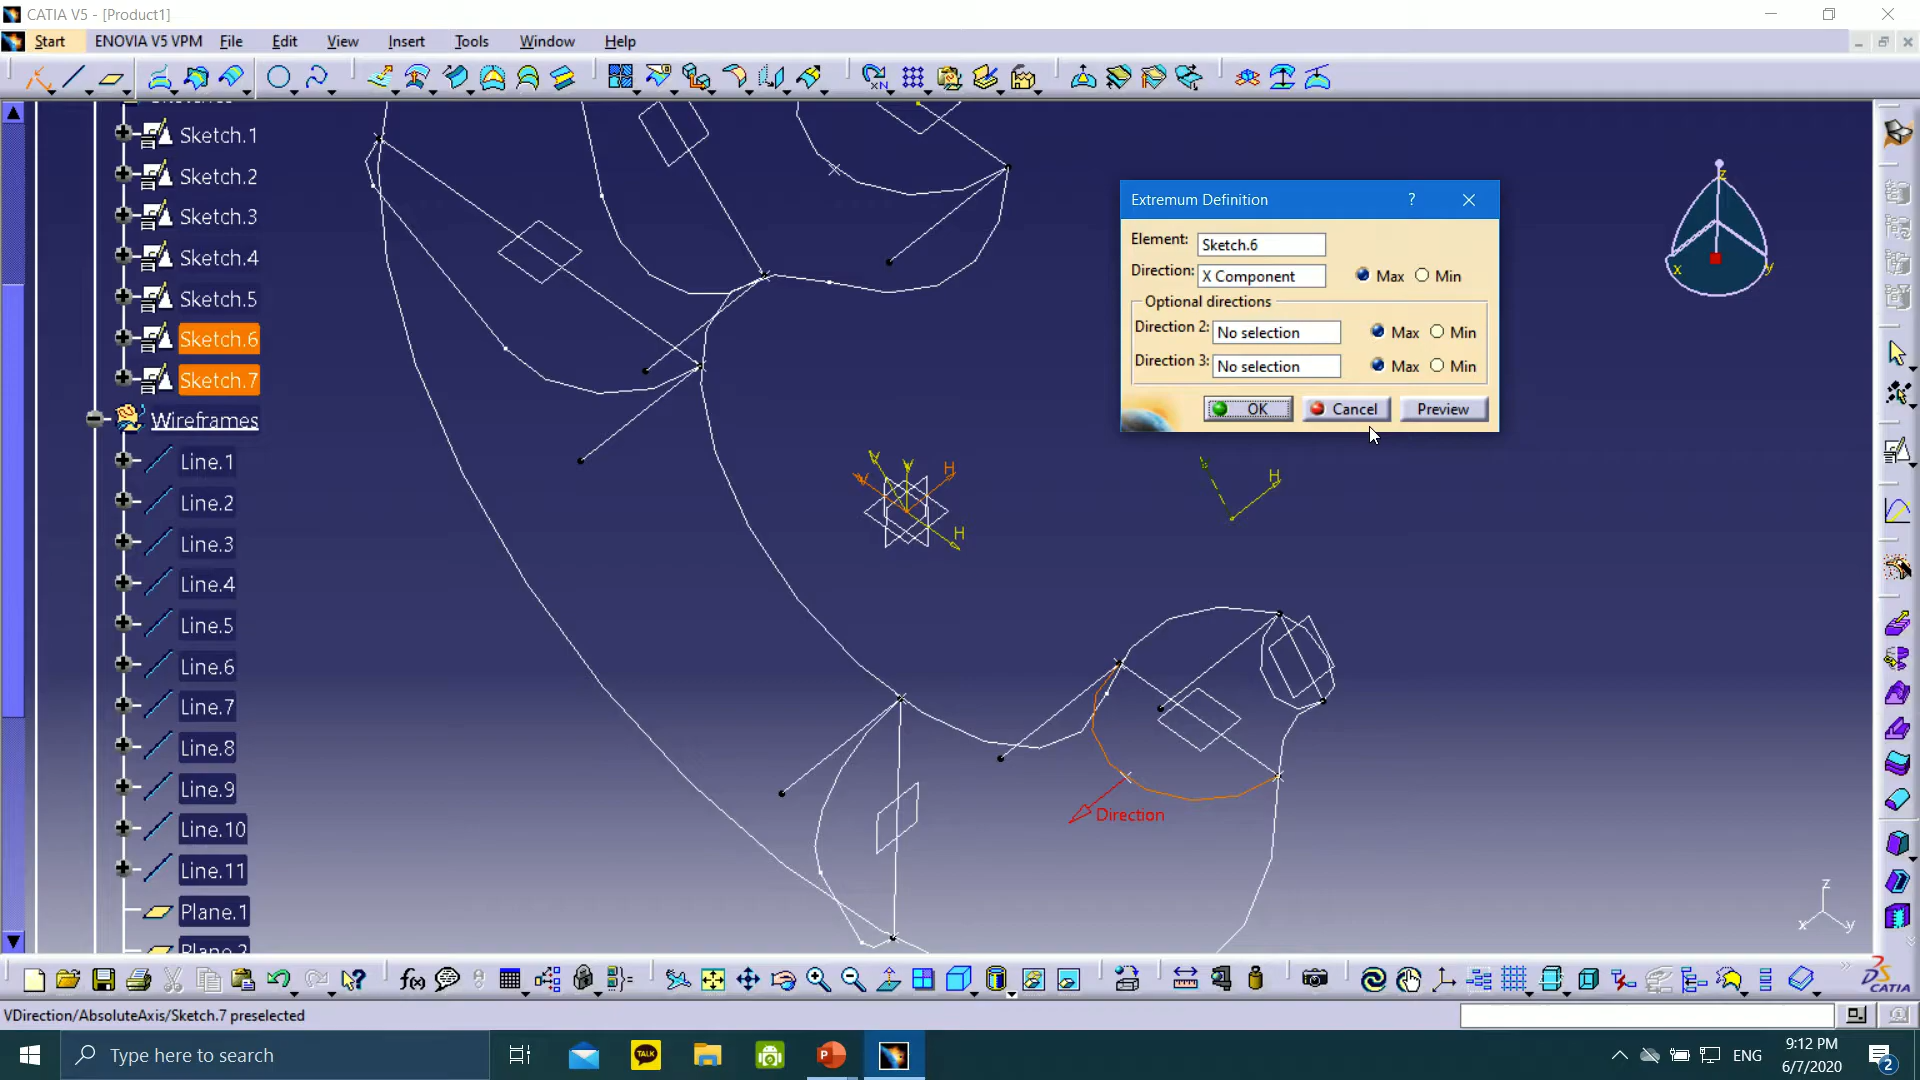 CATIA V5 - [Product1]
Start ENOVIA V5 VPM File Edit View Insert Tools Window Help
Sketch.1
Sketch.2
Sketch.3
Sketch.4
Sketch.5
Sketch.6
Sketch.7
Wireframes
Line.1
Line.2
Line.3
Line.4
Line.5
Line.6
Line.7
Line.8
Line.9
Line.10
Line.11
Plane.1
Plane.2
Extremum Definition ?
Element: Sketch.6
Direction: X Component Max Min
Optional directions
Direction 2: No selection Max Min
Direction 3: No selection Max Min
OK Cancel Preview
z
x y
V V V H
H
H
Direction
z
x y
f(x)
CATIA
VDirection/AbsoluteAxis/Sketch.7 preselected
Type here to search
TALK
P
ENG
9:12 PM
6/7/2020
2